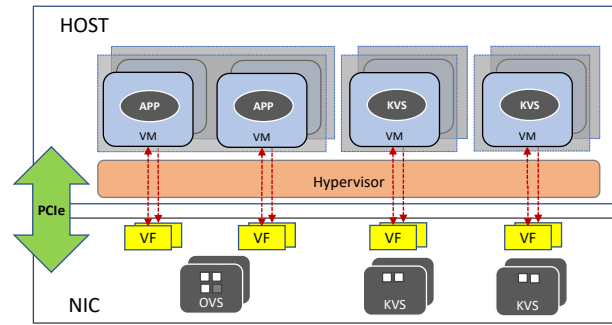 HOST
APP
APP
KVS
KVS
VM
VM
VM
VM
Hypervisor
PCIe
VF
VF
VF
VF
OVS
KVS
KVS
NIC